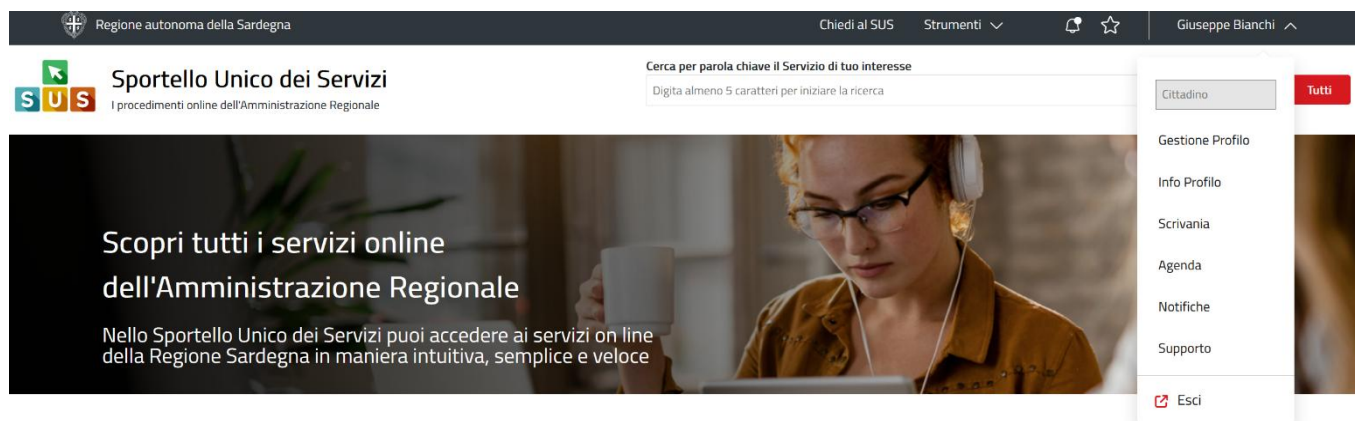 Regione autonoma della Sardegna
Chiedi al SUS
Strumenti
Giuseppe Bianchi
SUS
Sportello Unico dei Servizi
I procedimenti online dell'Amministrazione Regionale
Cerca per parola chiave il Servizio di tuo interesse
Digita almeno 5 caratteri per iniziare la ricerca
Tutti
Cittadino
Gestione Profilo
Info Profilo
Scrivania
Agenda
Notifiche
Supporto
Esci
Scopri tutti i servizi online
dell'Amministrazione Regionale
Nello Sportello Unico dei Servizi puoi accedere ai servizi on line
della Regione Sardegna in maniera intuitiva, semplice e veloce